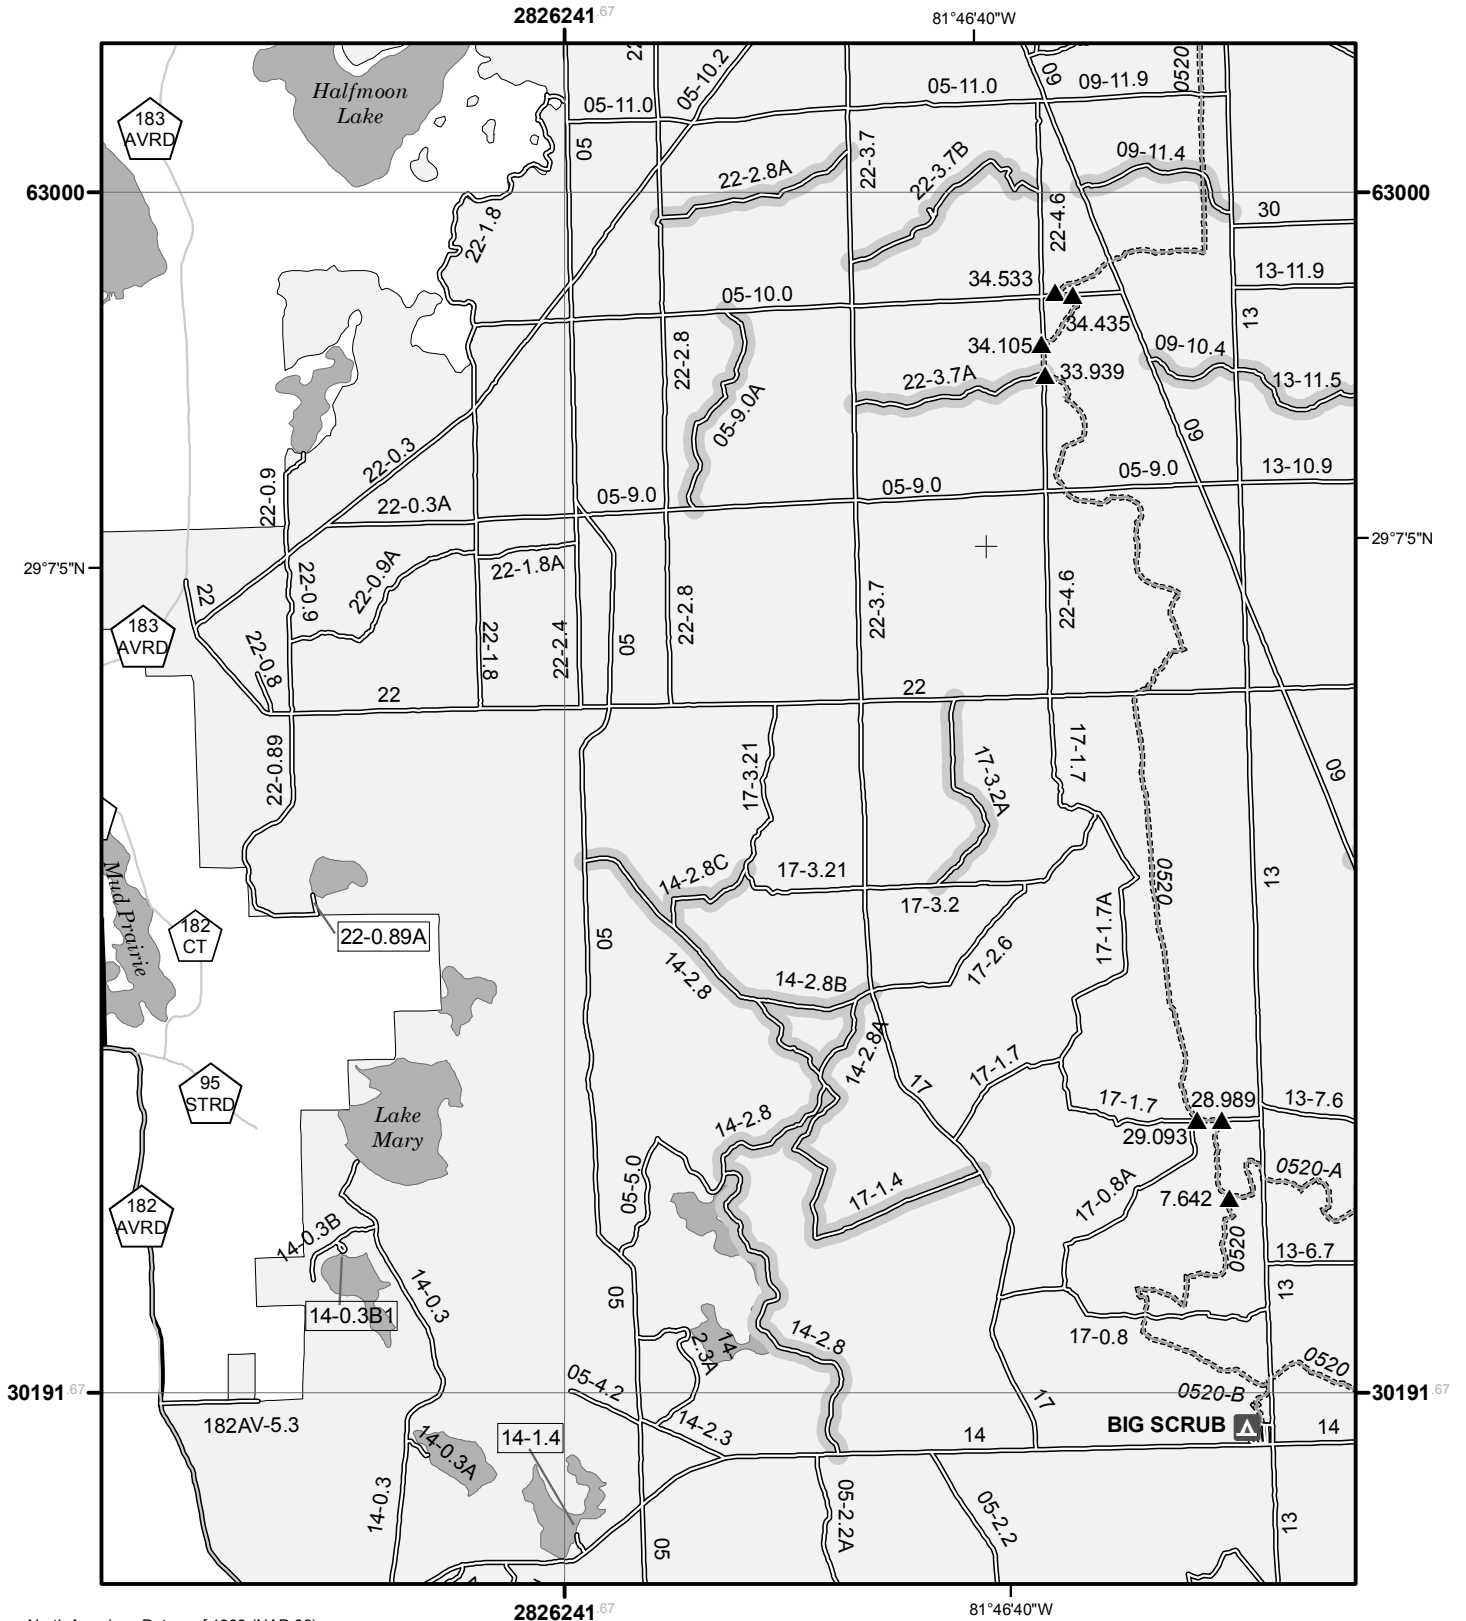 2826241.67
81°46'40"W
Halfmoon
Lake
183
AVRD
22
05-10.2
05-11.0
05-11.0
09
09-11.9
0520
05
22-2.8A
22-3.7
22-3.7B
09-11.4
63000
63000
22-1.8
22-4.6
30
34.533
13-11.9
05-10.0
34.435
13
22-2.8
34.105
09-10.4
33.939
22-3.7A
13-11.5
05-9.0A
09
22-0.3
22-0.9
05-9.0
05-9.0
05-9.0
13-10.9
22-0.3A
29°7'5"N
29°7'5"N
22-0.9A
22-1.8A
22
22-0.9
22-2.8
22-3.7
22-4.6
183
AVRD
22-0.8
22-1.8
22-2.4
05
22
22
22-0.89
17-3.21
17-3.2A
17-1.7
09
Mud Prairie
14-2.8C
17-3.21
0520
13
17-3.2
182
CT
22-0.89A
05
17-1.7A
17-2.6
14-2.8
14-2.8B
14-2.8A
95
STRD
17
17-1.7
Lake
Mary
17-1.7
28.989
13-7.6
14-2.8
29.093
05-5.0
0520-A
17-1.4
17-0.8A
7.642
182
AVRD
14-0.3B
0520
13-6.7
14-0.3
05
13
14-0.3B1
14-2.8
17-0.8
14-
2.3A
0520
05-4.2
0520-B
30191.67
30191.67
182AV-5.3
14-2.3
17
BIG SCRUB
14-1.4
14
14
14-0.3A
14-0.3
05-2.2A
05-2.2
13
05
2826241.67
81°46'40"W